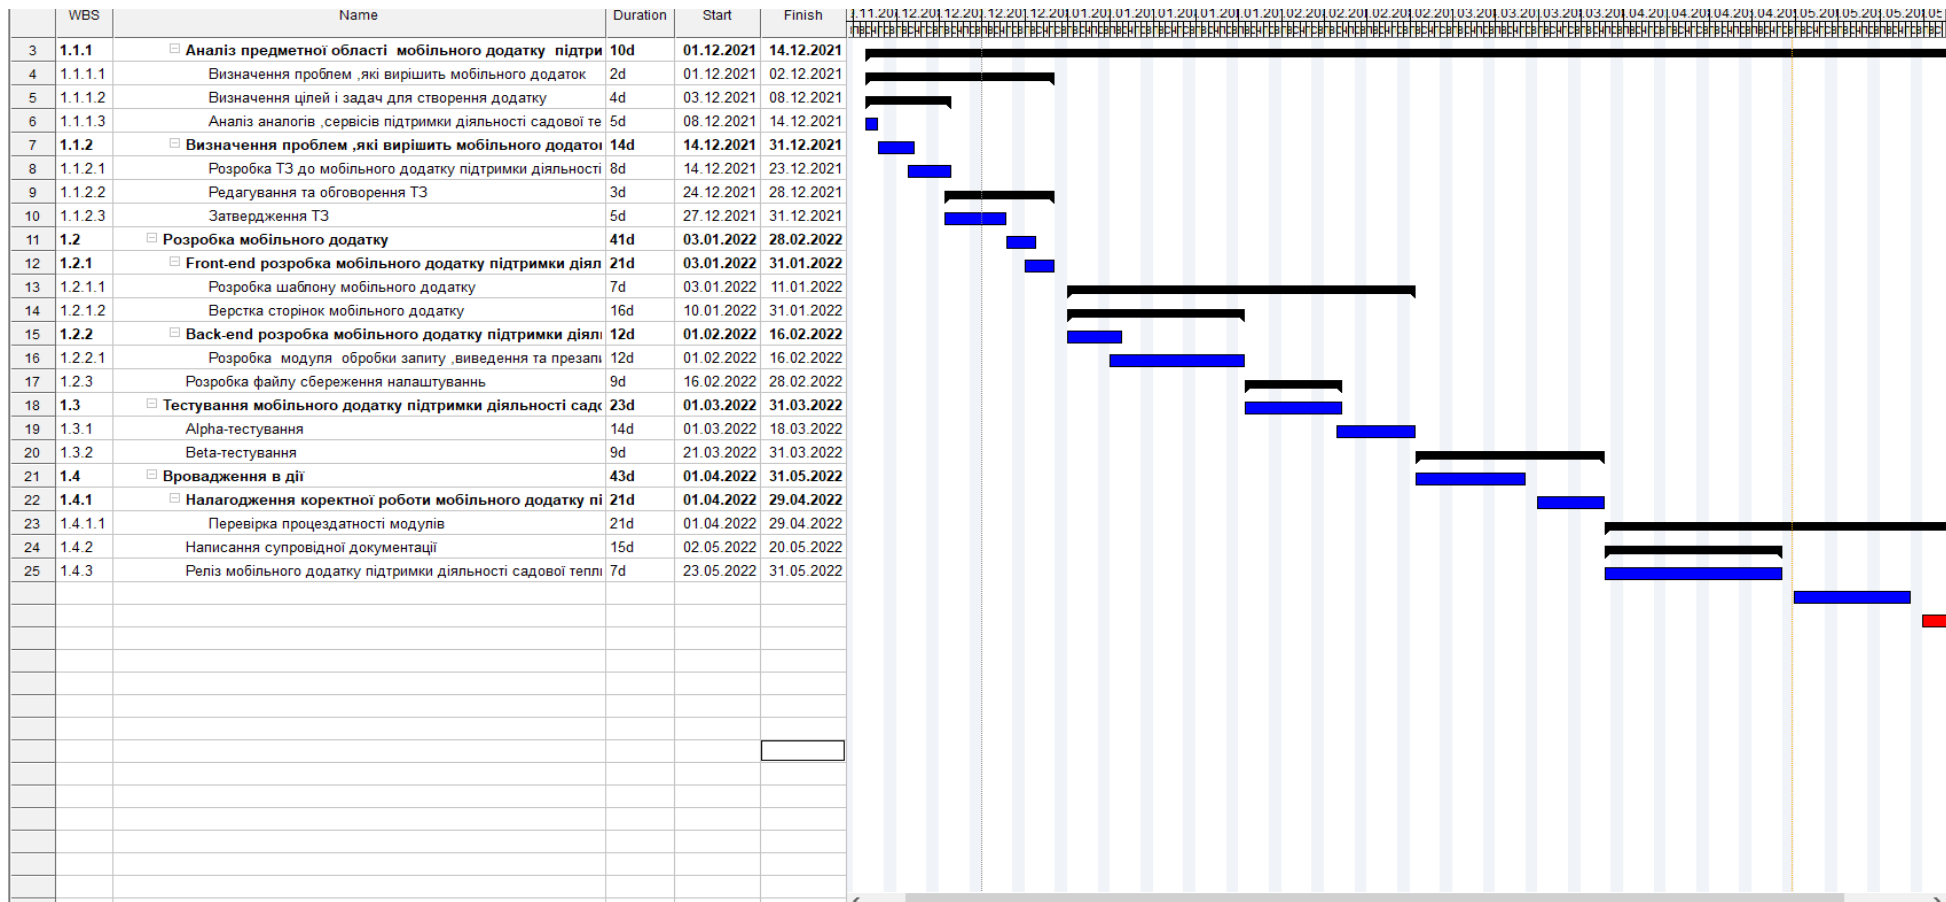 WBS Name Duration Start Finish
3 1.1.1 Аналіз предметної області мобільного додатку підтри 10d 01.12.2021 14.12.2021
4 1.1.1.1 Визначення проблем ,які вирішить мобільного додаток 2d 01.12.2021 02.12.2021
5 1.1.1.2 Визначення цілей і задач для створення додатку 4d 03.12.2021 08.12.2021
6 1.1.1.3 Аналіз аналогів ,сервісів підтримки діяльності садової те 5d 08.12.2021 14.12.2021
7 1.1.2 Визначення проблем ,які вирішить мобільного додато 14d 14.12.2021 31.12.2021
8 1.1.2.1 Розробка ТЗ до мобільного додатку підтримки діяльності 8d 14.12.2021 23.12.2021
9 1.1.2.2 Редагування та обговорення ТЗ 3d 24.12.2021 28.12.2021
10 1.1.2.3 Затвердження ТЗ 5d 27.12.2021 31.12.2021
11 1.2 Розробка мобільного додатку 41d 03.01.2022 28.02.2022
12 1.2.1 Front-end розробка мобільного додатку підтримки діял 21d 03.01.2022 31.01.2022
13 1.2.1.1 Розробка шаблону мобільного додатку 7d 03.01.2022 11.01.2022
14 1.2.1.2 Верстка сторінок мобільного додатку 16d 10.01.2022 31.01.2022
15 1.2.2 Back-end розробка мобільного додатку підтримки діял 12d 01.02.2022 16.02.2022
16 1.2.2.1 Розробка модуля обробки запиту ,виведення та презап 12d 01.02.2022 16.02.2022
17 1.2.3 Розробка файлу сбереження налаштуваннь 9d 16.02.2022 28.02.2022
18 1.3 Тестування мобільного додатку підтримки діяльності садо 23d 01.03.2022 31.03.2022
19 1.3.1 Alpha-тестування 14d 01.03.2022 18.03.2022
20 1.3.2 Beta-тестування 9d 21.03.2022 31.03.2022
21 1.4 Вровадження в дії 43d 01.04.2022 31.05.2022
22 1.4.1 Налагодження коректної роботи мобільного додатку пі 21d 01.04.2022 29.04.2022
23 1.4.1.1 Перевірка процездатності модулів 21d 01.04.2022 29.04.2022
24 1.4.2 Написання супровідної документації 15d 02.05.2022 20.05.2022
25 1.4.3 Реліз мобільного додатку підтримки діяльності садової тепл 7d 23.05.2022 31.05.2022